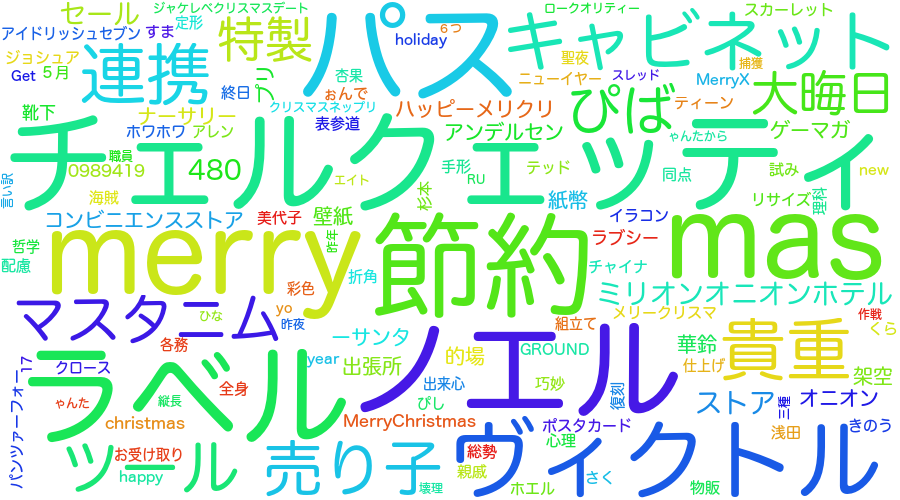 セール
ジャケレベクリスマスデート
定形
アイドリッシュセブン
すま
ジョシュア
Get
5月
連携
特製
プリ
終日
パス
holiday
6つ
ロークオリティー
スカーレット
キャビネット
聖夜
ニューイヤー
スレッド
捕獲
MerryX
大晦日
杏果
ぉんで
クリスマスネップリ
ハッピーメリクリ
ぴば
ティーン
靴下
ナーサリー
ホワホワ
アレン
表参道
アンデルセン
ゃんたから
ゲーマガ
チェルクェッティ
職員
0989419
480
言い訳
海賊
エイト
手形
RU
テッド
同点
試み
new
コンビニエンスストア
美代子
壁紙
杉本
紙幣
イラコン
リサイズ
理科
哲学
配慮
merry
昨年
節約
ラブシー
mas
折角
チャイナ
彩色
ミリオンオニオンホテル
マスタニム
ひな
yo
昨夜
ーサンタ
組立て
メリークリスマ
作戦
くら
各務
year
出張所
的場
GROUND
華鈴
仕上げ
貴重
架空
パンツァーフォー
17
クロース
ラベル
全身
ノエル
出来心
巧妙
復刻
ストア
三種
オニオン
ゃんた
縦長
christmas
MerryChristmas
ぴし
ポスタカード
浅田
きのう
ツール
お受け取り
happy
売り子
壊理
総勢
親戚
ヴィクトル
心理
ホエル
さく
物販